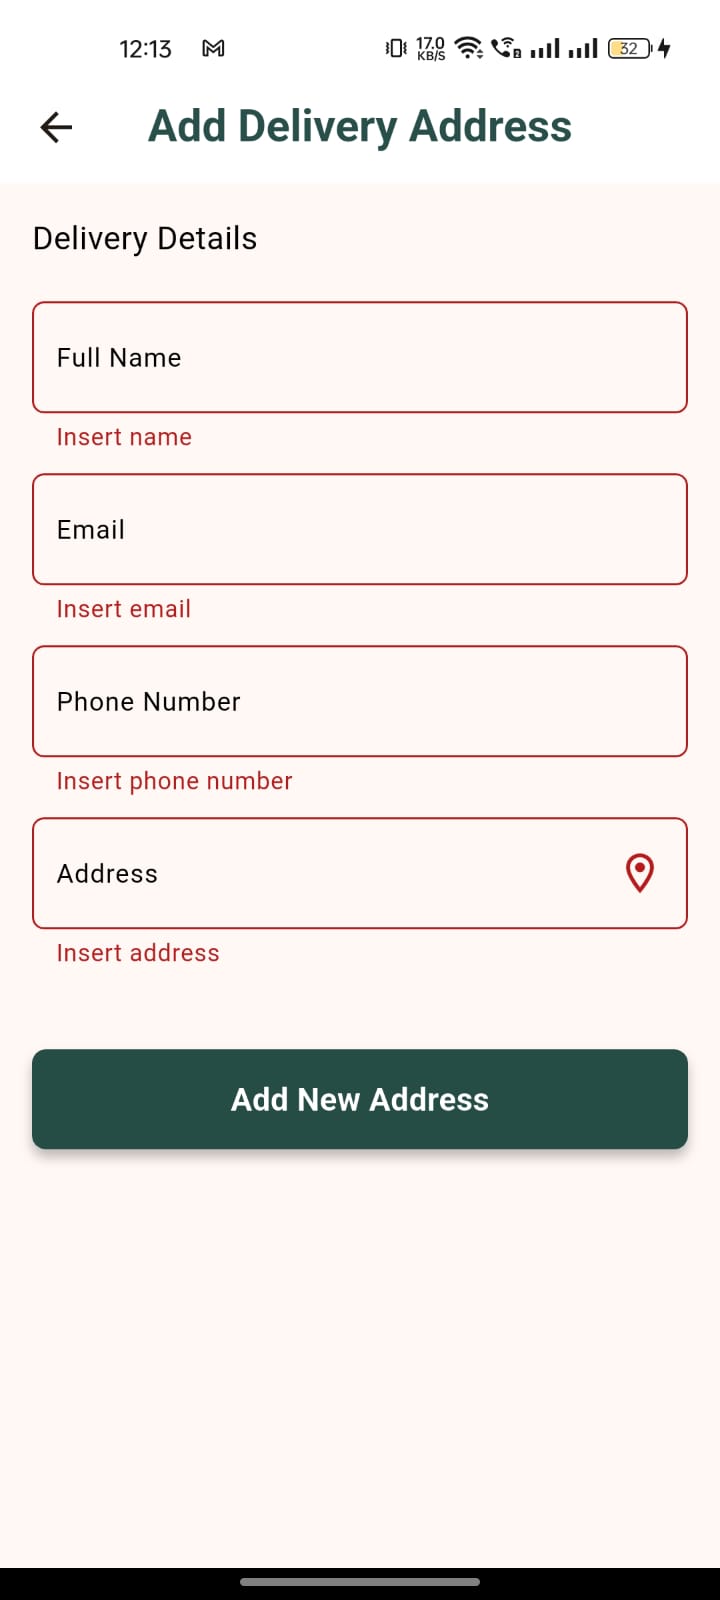 12:13 17.0 KB/S 2 32
Add Delivery Address
Delivery Details
Full Name
Insert name
Email
Insert email
Phone Number
Insert phone number
Address
Insert address
Add New Address